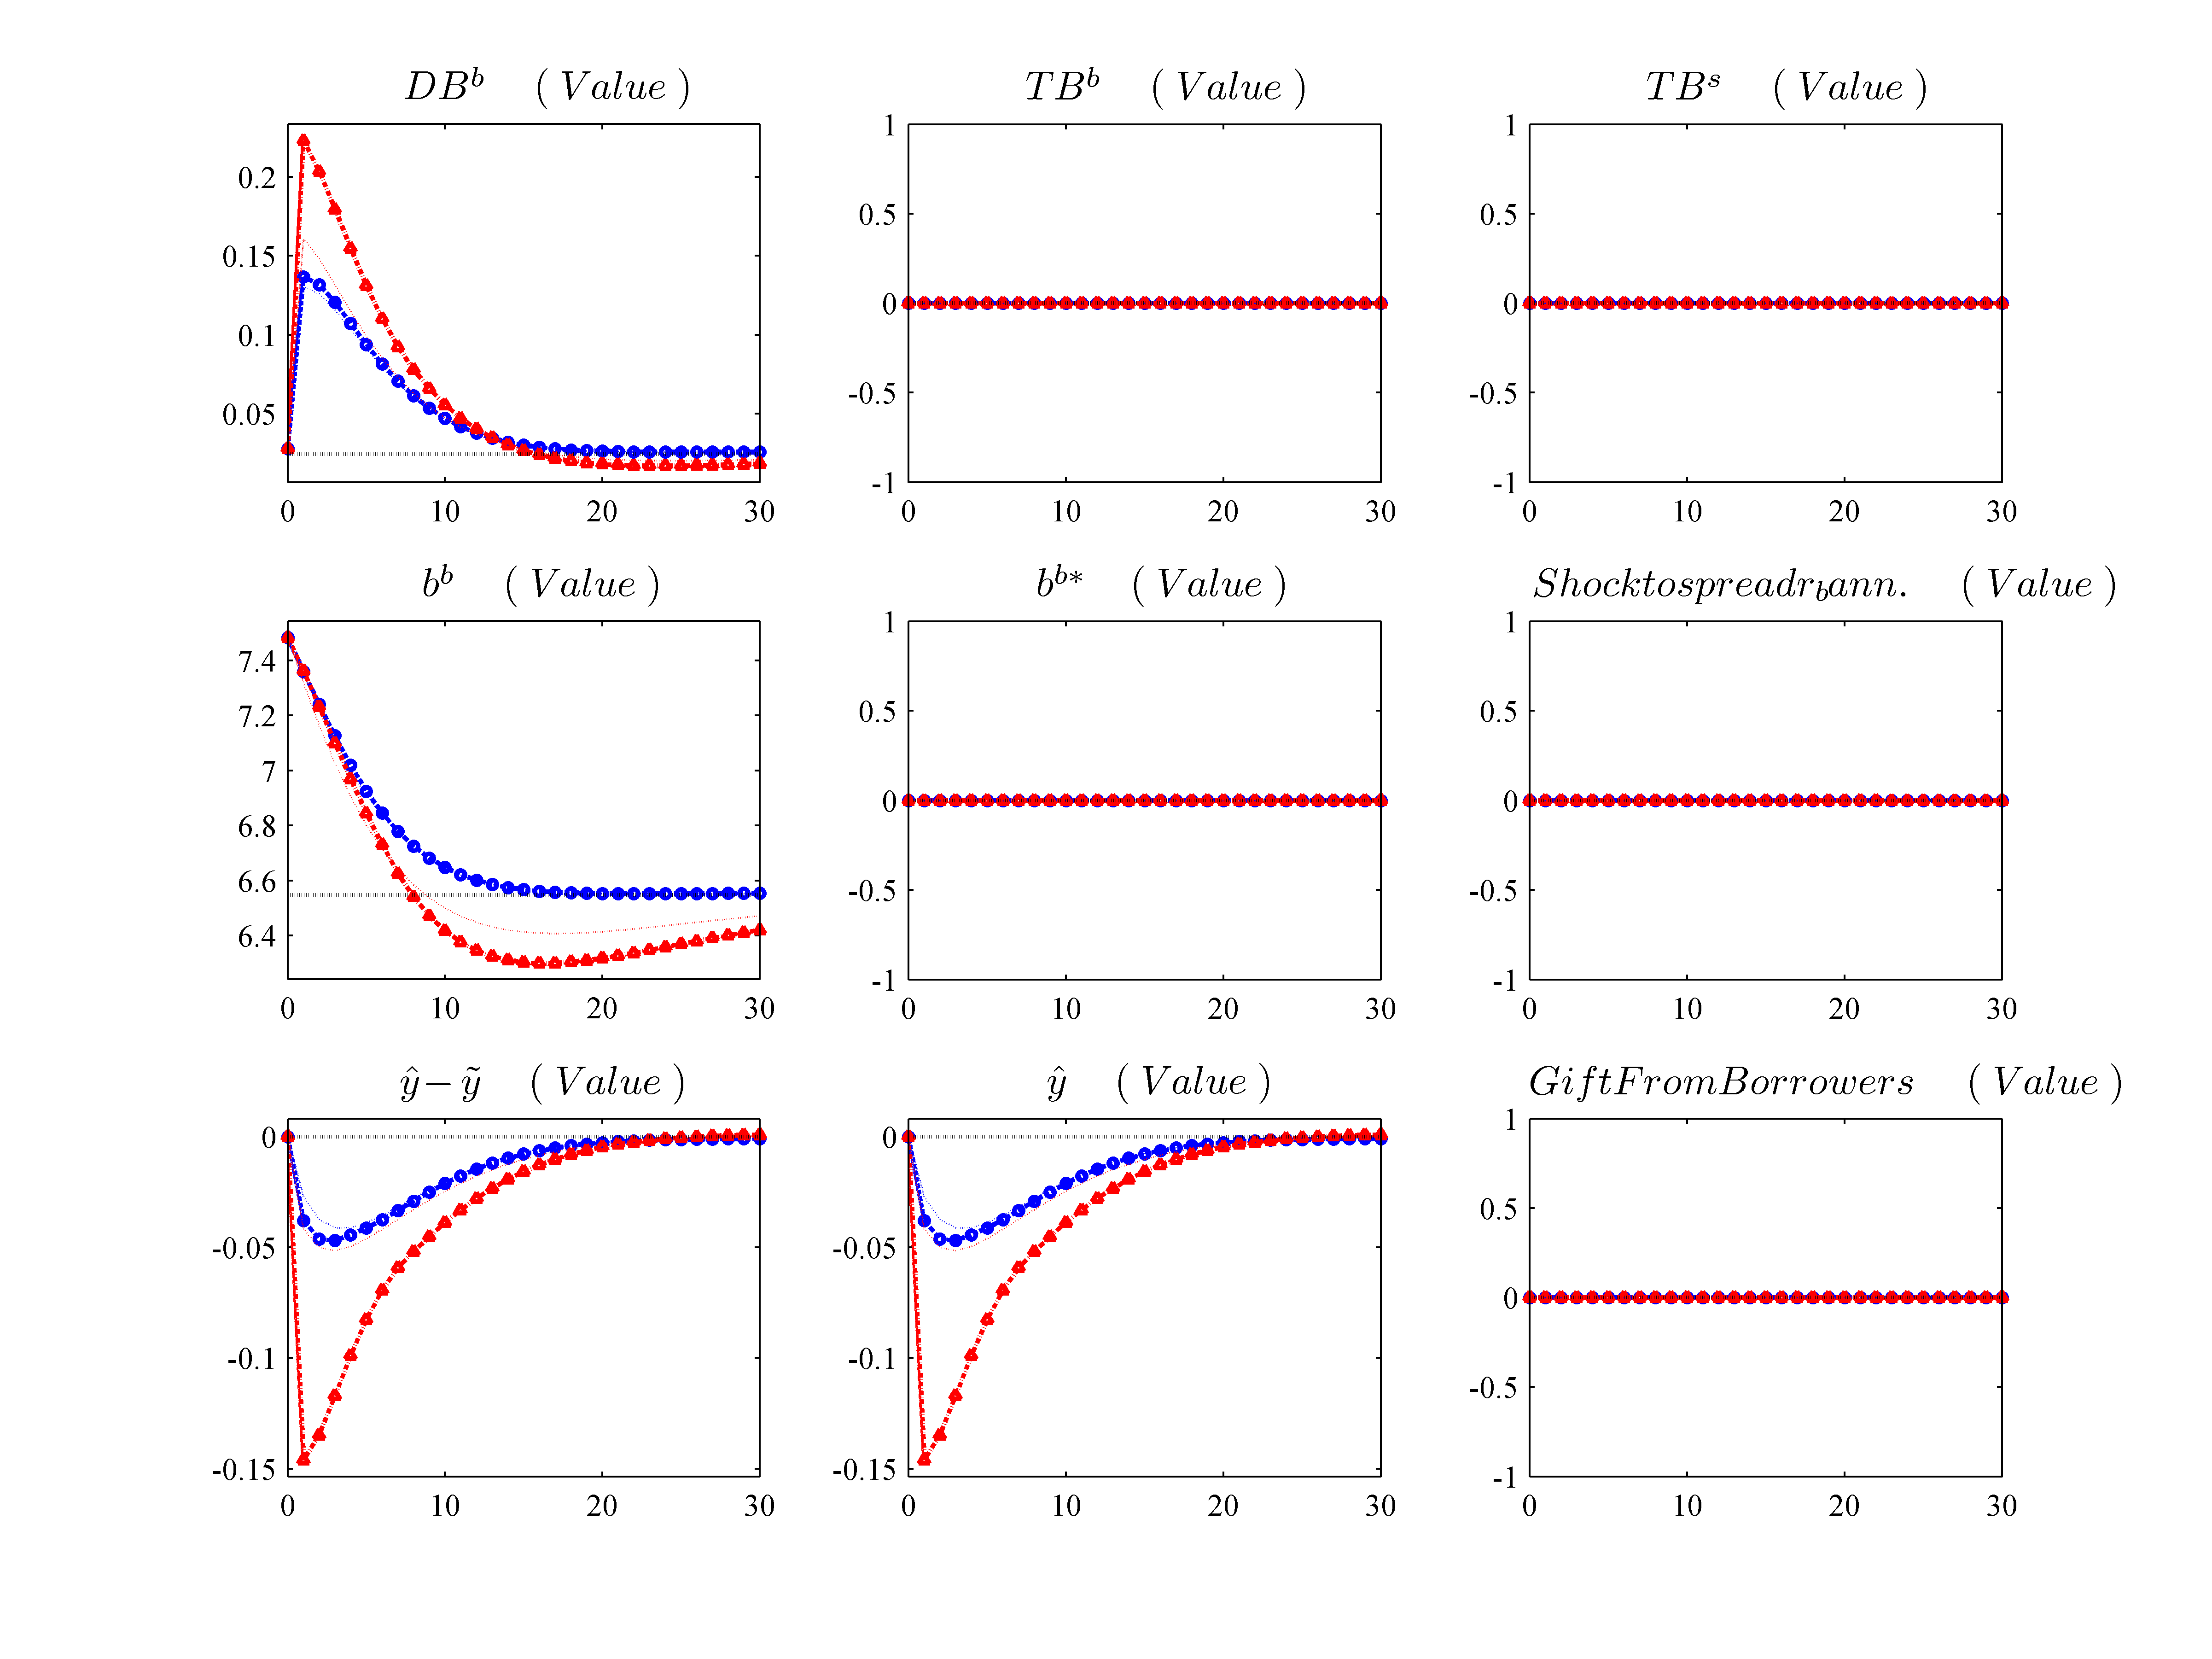 DB^b ( Value )
TB^b ( Value )
TB^s ( Value )
0.2
0.15
0.1
0.05
0 10 20 30
1
0.5
0
-0.5
-1
0 10 20 30
1
0.5
0
-0.5
-1
0 10 20 30
b^b ( Value )
b^{b*} ( Value )
Shocktospreadr_bann. ( Value )
7.4
7.2
7
6.8
6.6
6.4
0 10 20 30
1
0.5
0
-0.5
-1
0 10 20 30
1
0.5
0
-0.5
-1
0 10 20 30
ŷ − ỹ ( Value )
ŷ ( Value )
GiftFromBorrowers ( Value )
0
-0.05
-0.1
-0.15
0 10 20 30
0
-0.05
-0.1
-0.15
0 10 20 30
1
0.5
0
-0.5
-1
0 10 20 30